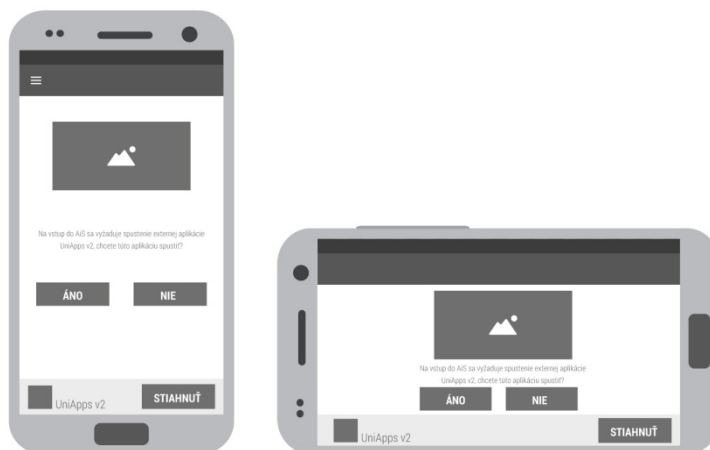 Na vstup do AiS sa vyžaduje spustenie externej aplikácie
UniApps v2, chcete túto aplikáciu spustiť?
ÁNO NIE
UniApps v2 STIAHNUŤ
Na vstup do AiS sa vyžaduje spustenie externej aplikácie
UniApps v2, chcete túto aplikáciu spustiť?
ÁNO NIE
UniApps v2 STIAHNUŤ